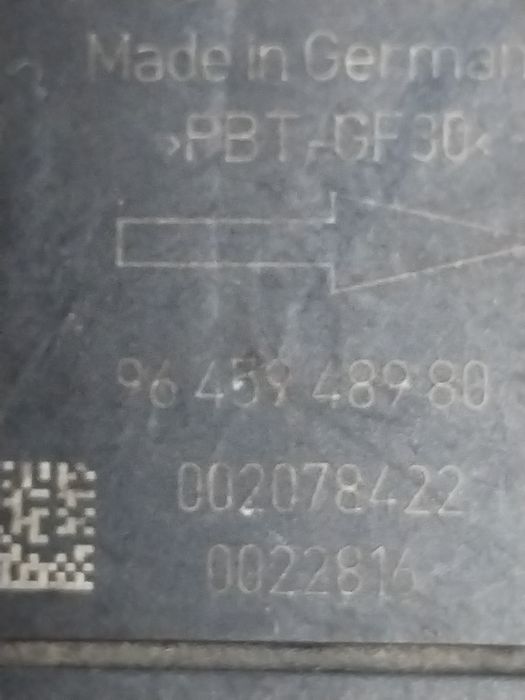 Made in German
>PBT-GF30<
96 459 489 80
002078422
0022816